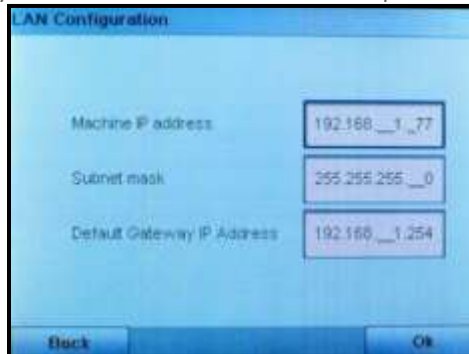 LAN Configuration
Machine IP address
192.168.__1._77
Subnet mask
255.255.255.__0
Default Gateway IP Address
192.168.__1.254
Back
Ok